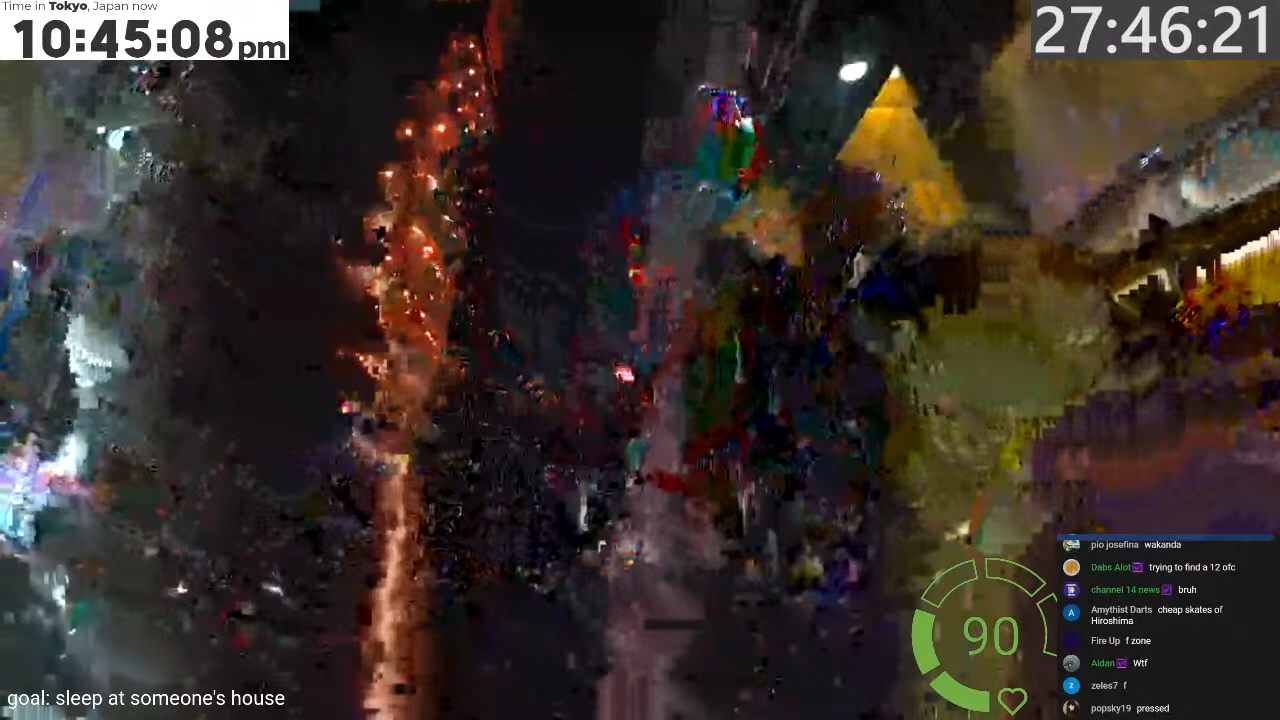 Time in Tokyo, Japan now
10:45:08pm
27:46:21
pio josefina wakanda
Dabs Alot trying to find a 12 ofc
channel 14 news bruh
Amythist Darts cheap skates of
Hiroshima
Fire Up f zone
Aidan Wtf
zeles7 f
popsky19 pressed
90
goal: sleep at someone's house